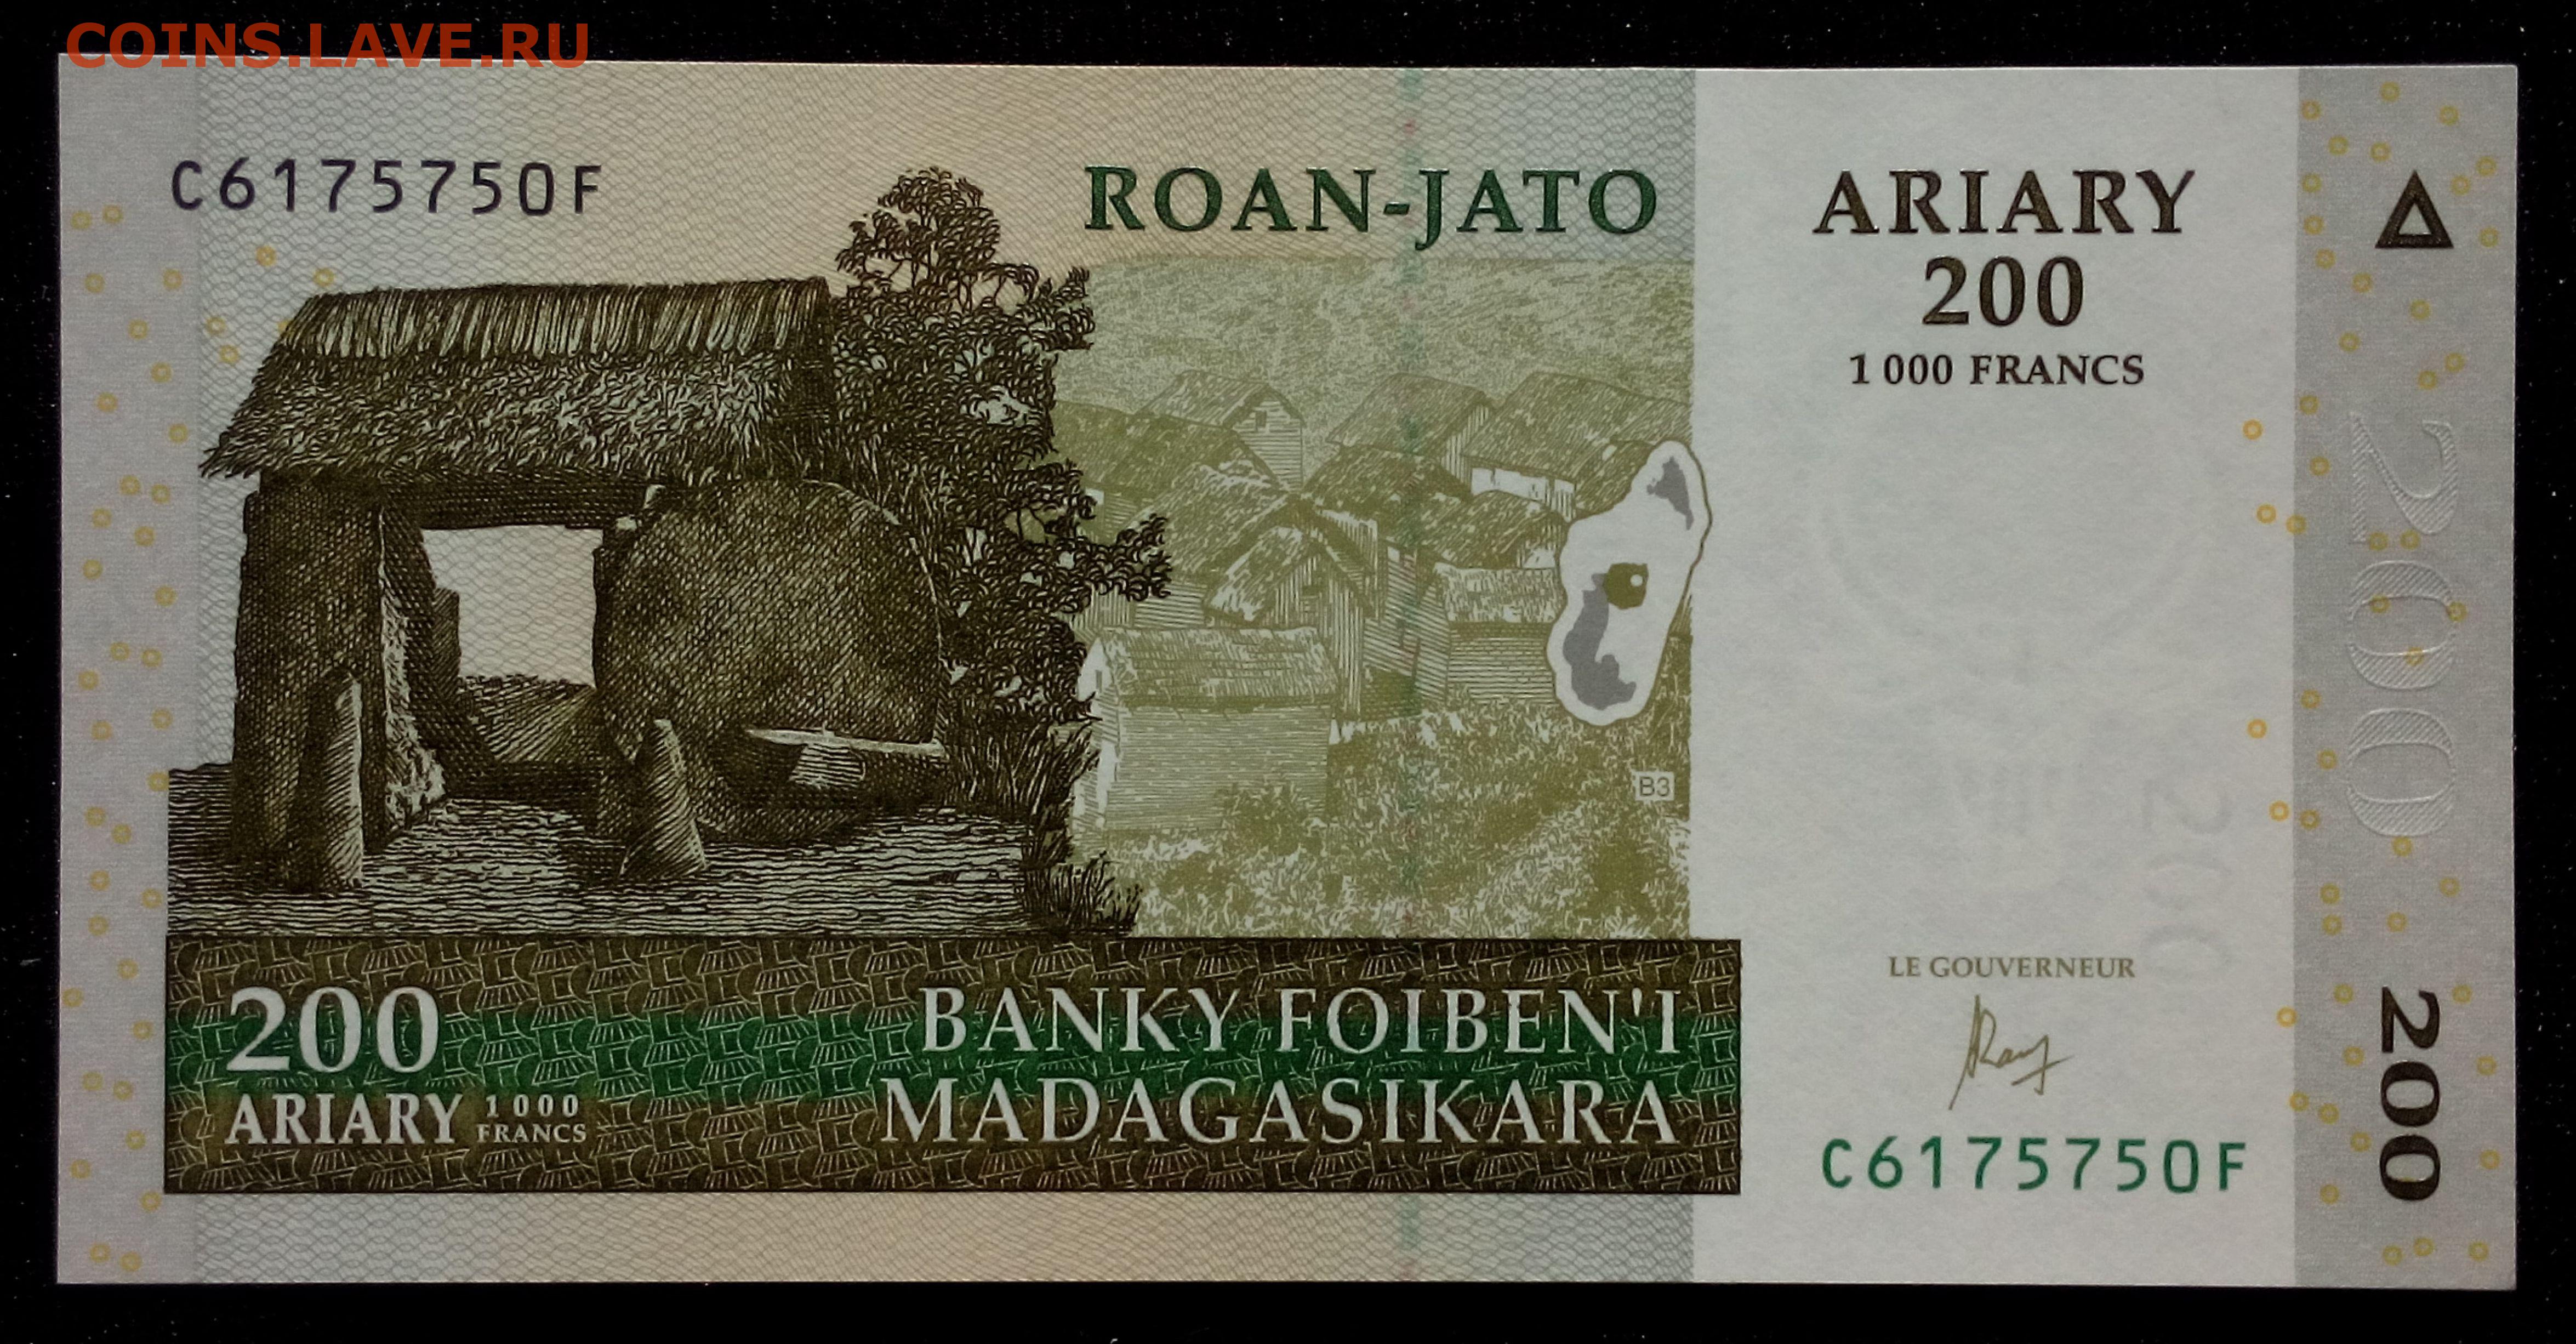 COINS.LAVE.RU
C6175750F
ROAN-JATO
ARIARY
200
1 000 FRANCS
200
B3
LE GOUVERNEUR
200
ARIARY 1 000 FRANCS
BANKY FOIBEN'I
MADAGASIKARA
C6175750F
200